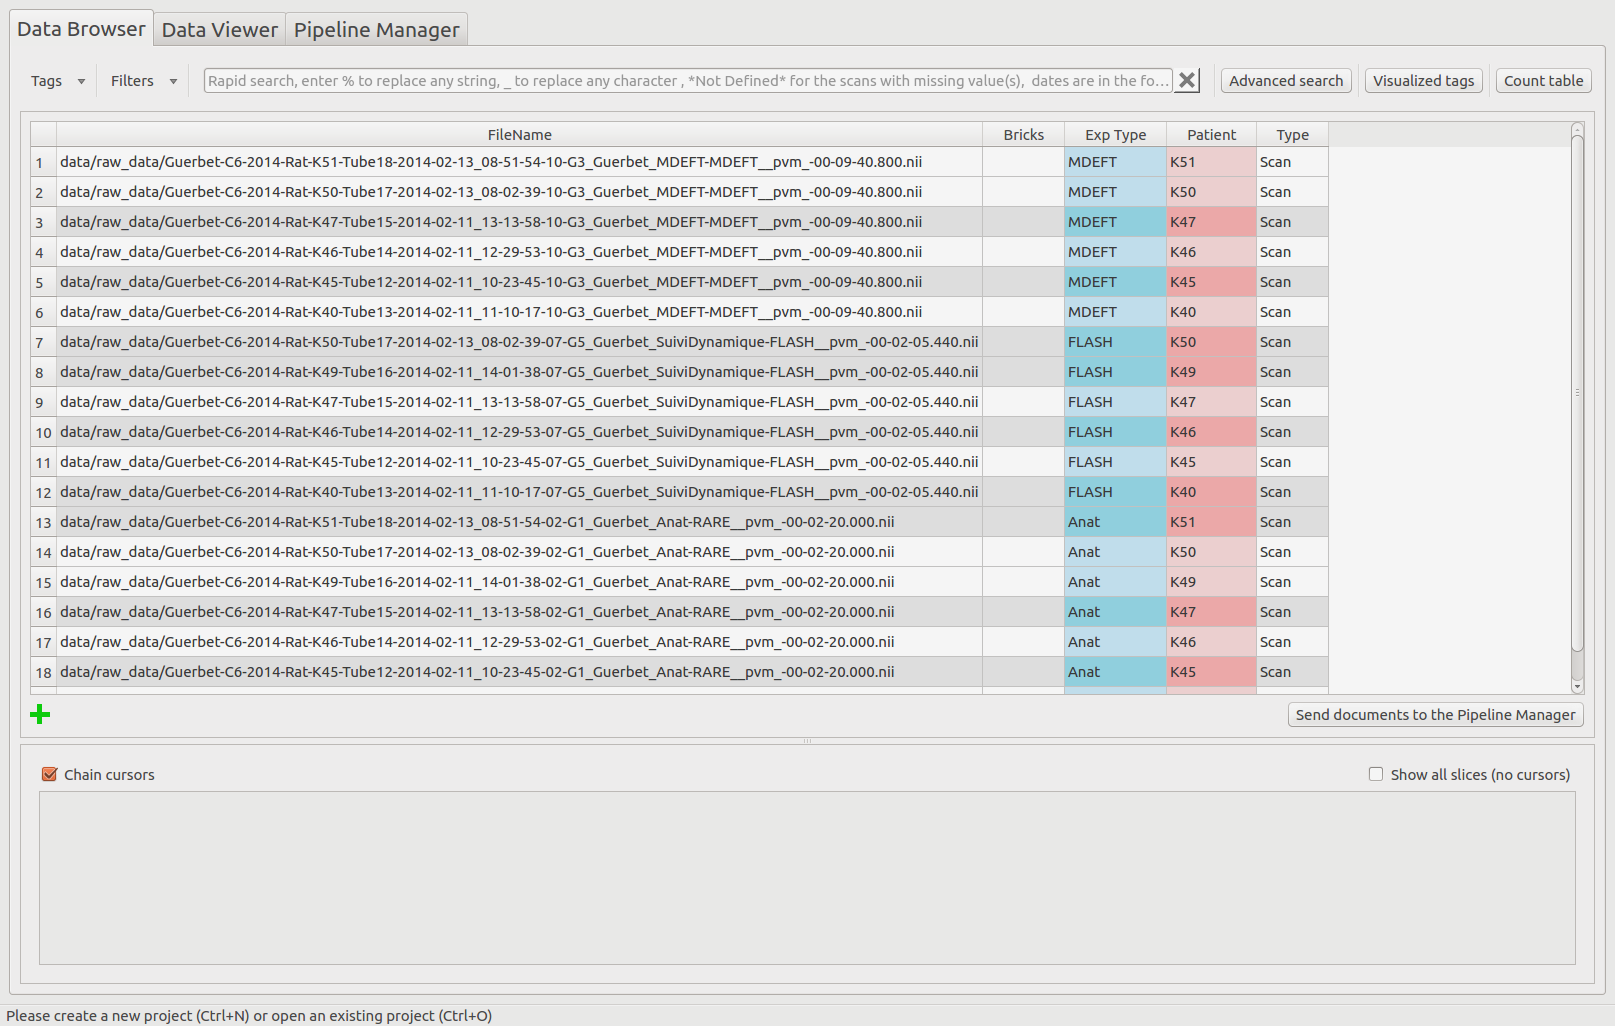 Data Browser Data Viewer Pipeline Manager
Tags Filters Rapid search, enter % to replace any string, _ to replace any character , *Not Defined* for the scans with missing value(s), dates are in the fo... Advanced search Visualized tags Count table
FileName Bricks Exp Type Patient Type
1 data/raw_data/Guerbet-C6-2014-Rat-K51-Tube18-2014-02-13_08-51-54-10-G3_Guerbet_MDEFT-MDEFT__pvm_-00-09-40.800.nii MDEFT K51 Scan
2 data/raw_data/Guerbet-C6-2014-Rat-K50-Tube17-2014-02-13_08-02-39-10-G3_Guerbet_MDEFT-MDEFT__pvm_-00-09-40.800.nii MDEFT K50 Scan
3 data/raw_data/Guerbet-C6-2014-Rat-K47-Tube15-2014-02-11_13-13-58-10-G3_Guerbet_MDEFT-MDEFT__pvm_-00-09-40.800.nii MDEFT K47 Scan
4 data/raw_data/Guerbet-C6-2014-Rat-K46-Tube14-2014-02-11_12-29-53-10-G3_Guerbet_MDEFT-MDEFT__pvm_-00-09-40.800.nii MDEFT K46 Scan
5 data/raw_data/Guerbet-C6-2014-Rat-K45-Tube12-2014-02-11_10-23-45-10-G3_Guerbet_MDEFT-MDEFT__pvm_-00-09-40.800.nii MDEFT K45 Scan
6 data/raw_data/Guerbet-C6-2014-Rat-K40-Tube13-2014-02-11_11-10-17-10-G3_Guerbet_MDEFT-MDEFT__pvm_-00-09-40.800.nii MDEFT K40 Scan
7 data/raw_data/Guerbet-C6-2014-Rat-K50-Tube17-2014-02-13_08-02-39-07-G5_Guerbet_SuiviDynamique-FLASH__pvm_-00-02-05.440.nii FLASH K50 Scan
8 data/raw_data/Guerbet-C6-2014-Rat-K49-Tube16-2014-02-11_14-01-38-07-G5_Guerbet_SuiviDynamique-FLASH__pvm_-00-02-05.440.nii FLASH K49 Scan
9 data/raw_data/Guerbet-C6-2014-Rat-K47-Tube15-2014-02-11_13-13-58-07-G5_Guerbet_SuiviDynamique-FLASH__pvm_-00-02-05.440.nii FLASH K47 Scan
10 data/raw_data/Guerbet-C6-2014-Rat-K46-Tube14-2014-02-11_12-29-53-07-G5_Guerbet_SuiviDynamique-FLASH__pvm_-00-02-05.440.nii FLASH K46 Scan
11 data/raw_data/Guerbet-C6-2014-Rat-K45-Tube12-2014-02-11_10-23-45-07-G5_Guerbet_SuiviDynamique-FLASH__pvm_-00-02-05.440.nii FLASH K45 Scan
12 data/raw_data/Guerbet-C6-2014-Rat-K40-Tube13-2014-02-11_11-10-17-07-G5_Guerbet_SuiviDynamique-FLASH__pvm_-00-02-05.440.nii FLASH K40 Scan
13 data/raw_data/Guerbet-C6-2014-Rat-K51-Tube18-2014-02-13_08-51-54-02-G1_Guerbet_Anat-RARE__pvm_-00-02-20.000.nii Anat K51 Scan
14 data/raw_data/Guerbet-C6-2014-Rat-K50-Tube17-2014-02-13_08-02-39-02-G1_Guerbet_Anat-RARE__pvm_-00-02-20.000.nii Anat K50 Scan
15 data/raw_data/Guerbet-C6-2014-Rat-K49-Tube16-2014-02-11_14-01-38-02-G1_Guerbet_Anat-RARE__pvm_-00-02-20.000.nii Anat K49 Scan
16 data/raw_data/Guerbet-C6-2014-Rat-K47-Tube15-2014-02-11_13-13-58-02-G1_Guerbet_Anat-RARE__pvm_-00-02-20.000.nii Anat K47 Scan
17 data/raw_data/Guerbet-C6-2014-Rat-K46-Tube14-2014-02-11_12-29-53-02-G1_Guerbet_Anat-RARE__pvm_-00-02-20.000.nii Anat K46 Scan
18 data/raw_data/Guerbet-C6-2014-Rat-K45-Tube12-2014-02-11_10-23-45-02-G1_Guerbet_Anat-RARE__pvm_-00-02-20.000.nii Anat K45 Scan
Send documents to the Pipeline Manager
Chain cursors Show all slices (no cursors)
Please create a new project (Ctrl+N) or open an existing project (Ctrl+O)